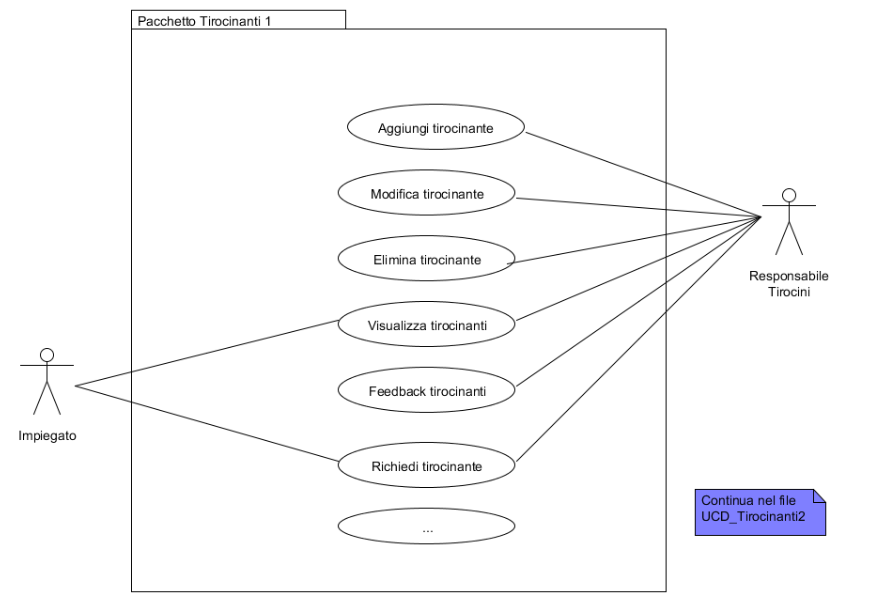 Pacchetto Tirocinanti 1
Aggiungi tirocinante
Modifica tirocinante
Elimina tirocinante
Visualizza tirocinanti
Feedback tirocinanti
Richiedi tirocinante
...
Impiegato
Responsabile
Tirocini
Continua nel file
UCD_Tirocinanti2